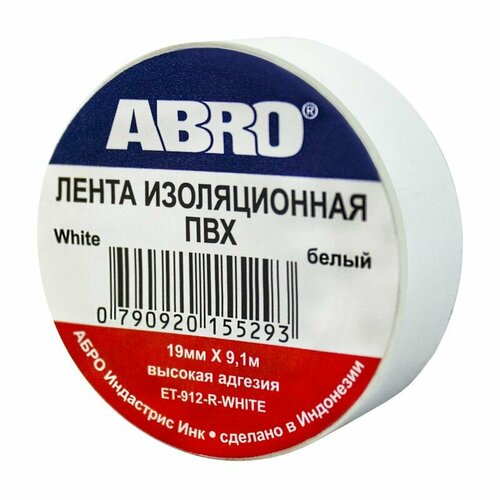 ABRO®
ЛЕНТА ИЗОЛЯЦИОННАЯ
ПВХ
White
белый
0 790920 155293
19мм X 9,1м
высокая адгезия
ET-912-R-WHITE
АБРО Индастрис Инк • сделано в Индонезии